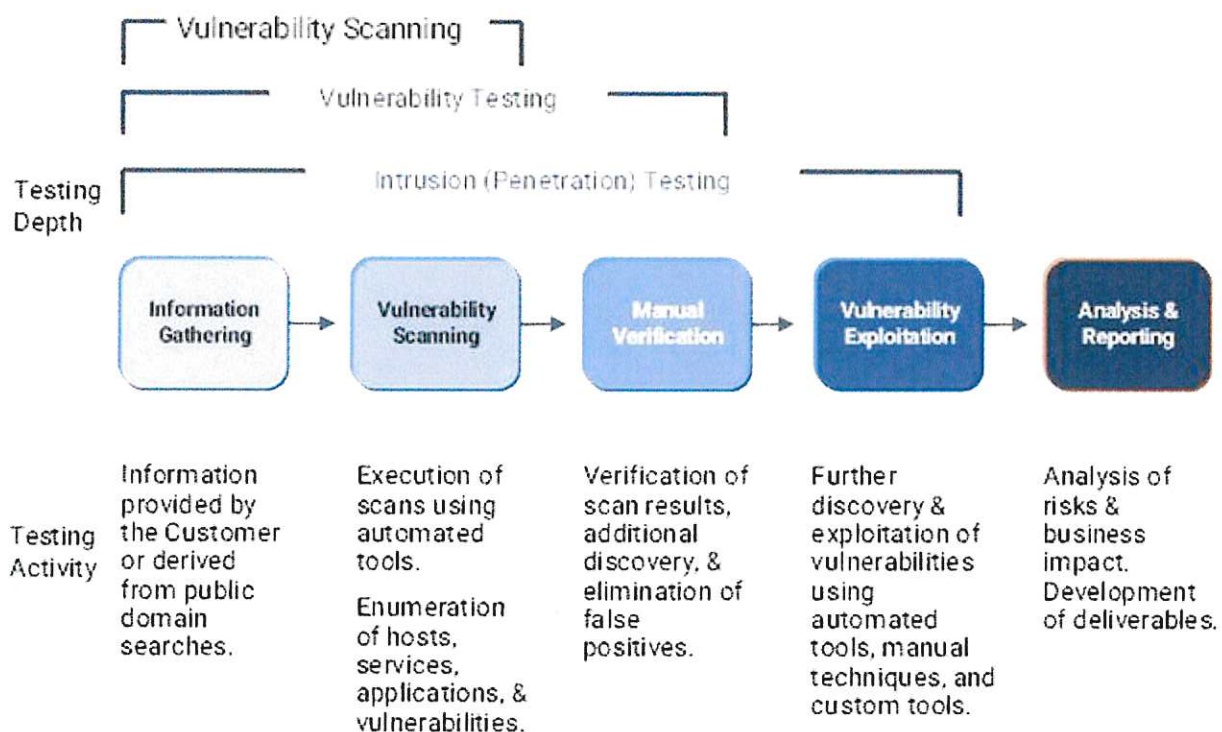 Vulnerability Scanning
Vulnerability Testing
Intrusion (Penetration) Testing
Testing
Depth
Information
Gathering
Vulnerability
Scanning
Manual
Verification
Vulnerability
Exploitation
Analysis &
Reporting
Testing
Activity
Information
provided by
the Customer
or derived
from public
domain
searches.
Execution of
scans using
automated
tools.
Enumeration
of hosts,
services,
applications, &
vulnerabilities.
Verification of
scan results,
additional
discovery, &
elimination of
false
positives.
Further
discovery &
exploitation of
vulnerabilities
using
automated
tools, manual
techniques, and
custom tools.
Analysis of
risks &
business
impact.
Development
of deliverables.